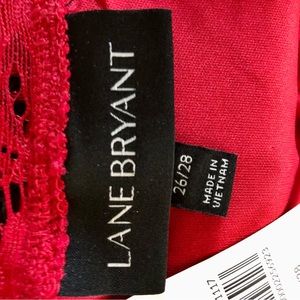 LANE BRYANT
26/28
MADE IN
VIETNAM